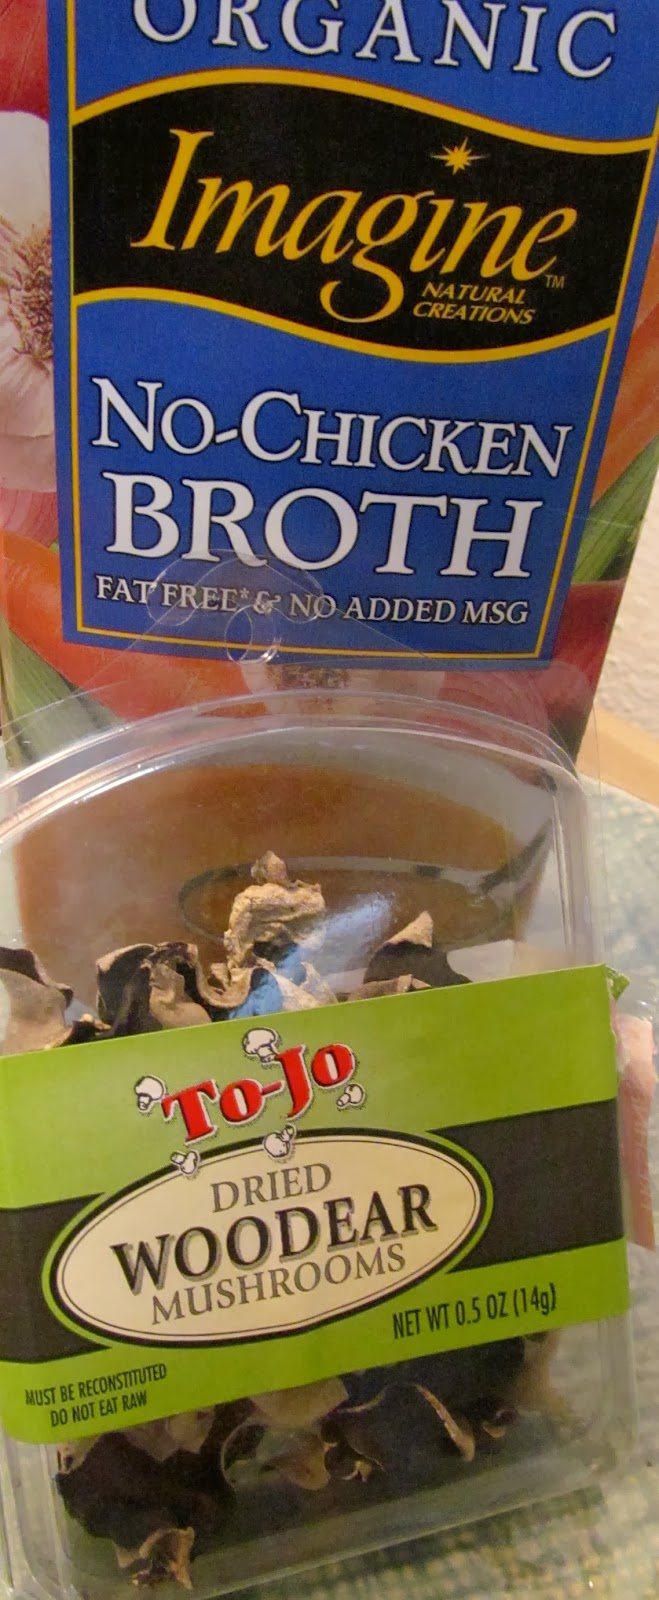 ORGANIC
Imagine™
NATURAL
CREATIONS
NO-CHICKEN
BROTH
FAT FREE* & NO ADDED MSG
TO-JO
DRIED
WOODEAR
MUSHROOMS
NET WT 0.5 OZ (14g)
MUST BE RECONSTITUTED
DO NOT EAT RAW